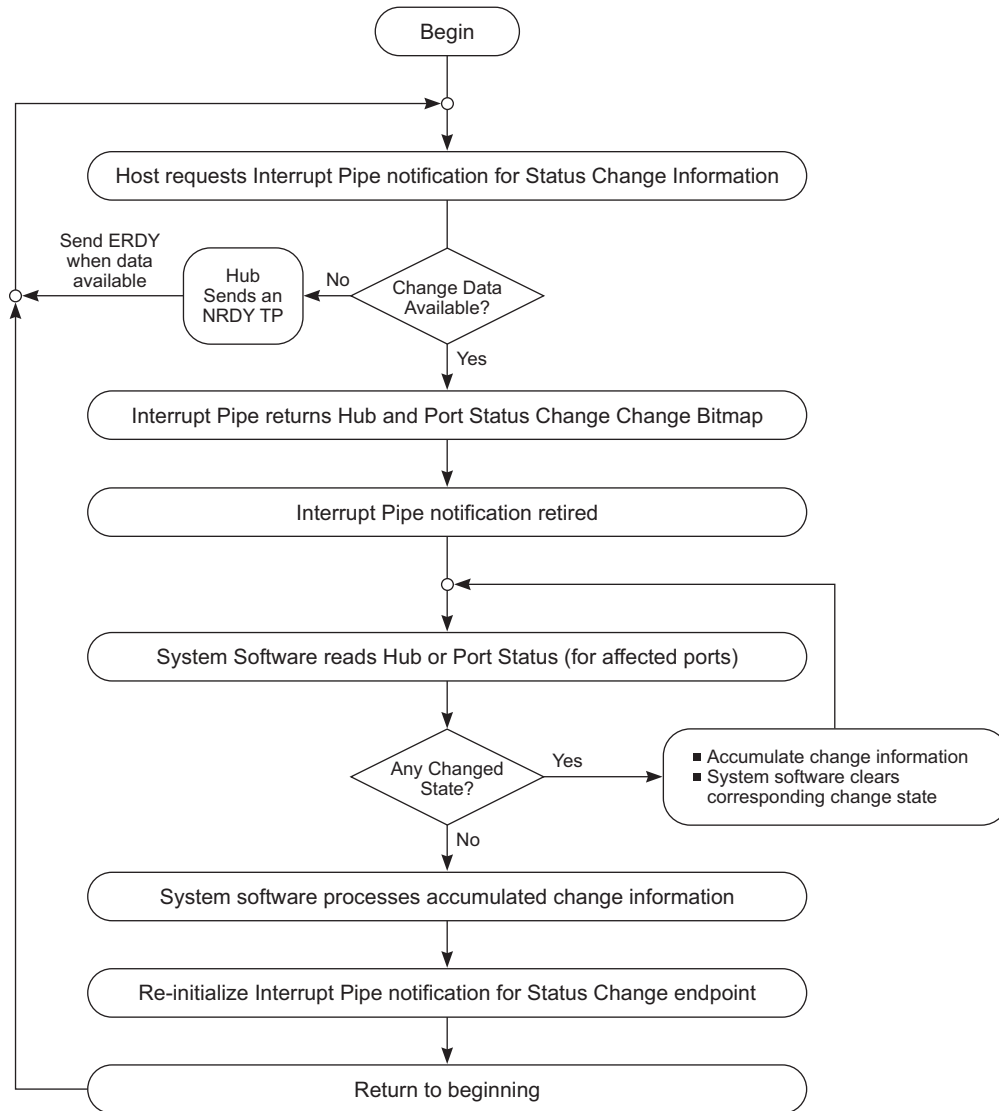 Begin
Host requests Interrupt Pipe notification for Status Change Information
Send ERDY
when data
available
Hub
Sends an
NRDY TP
No
Change Data
Available?
Yes
Interrupt Pipe returns Hub and Port Status Change Change Bitmap
Interrupt Pipe notification retired
System Software reads Hub or Port Status (for affected ports)
Any Changed
State?
Yes
■ Accumulate change information
■ System software clears
corresponding change state
No
System software processes accumulated change information
Re-initialize Interrupt Pipe notification for Status Change endpoint
Return to beginning